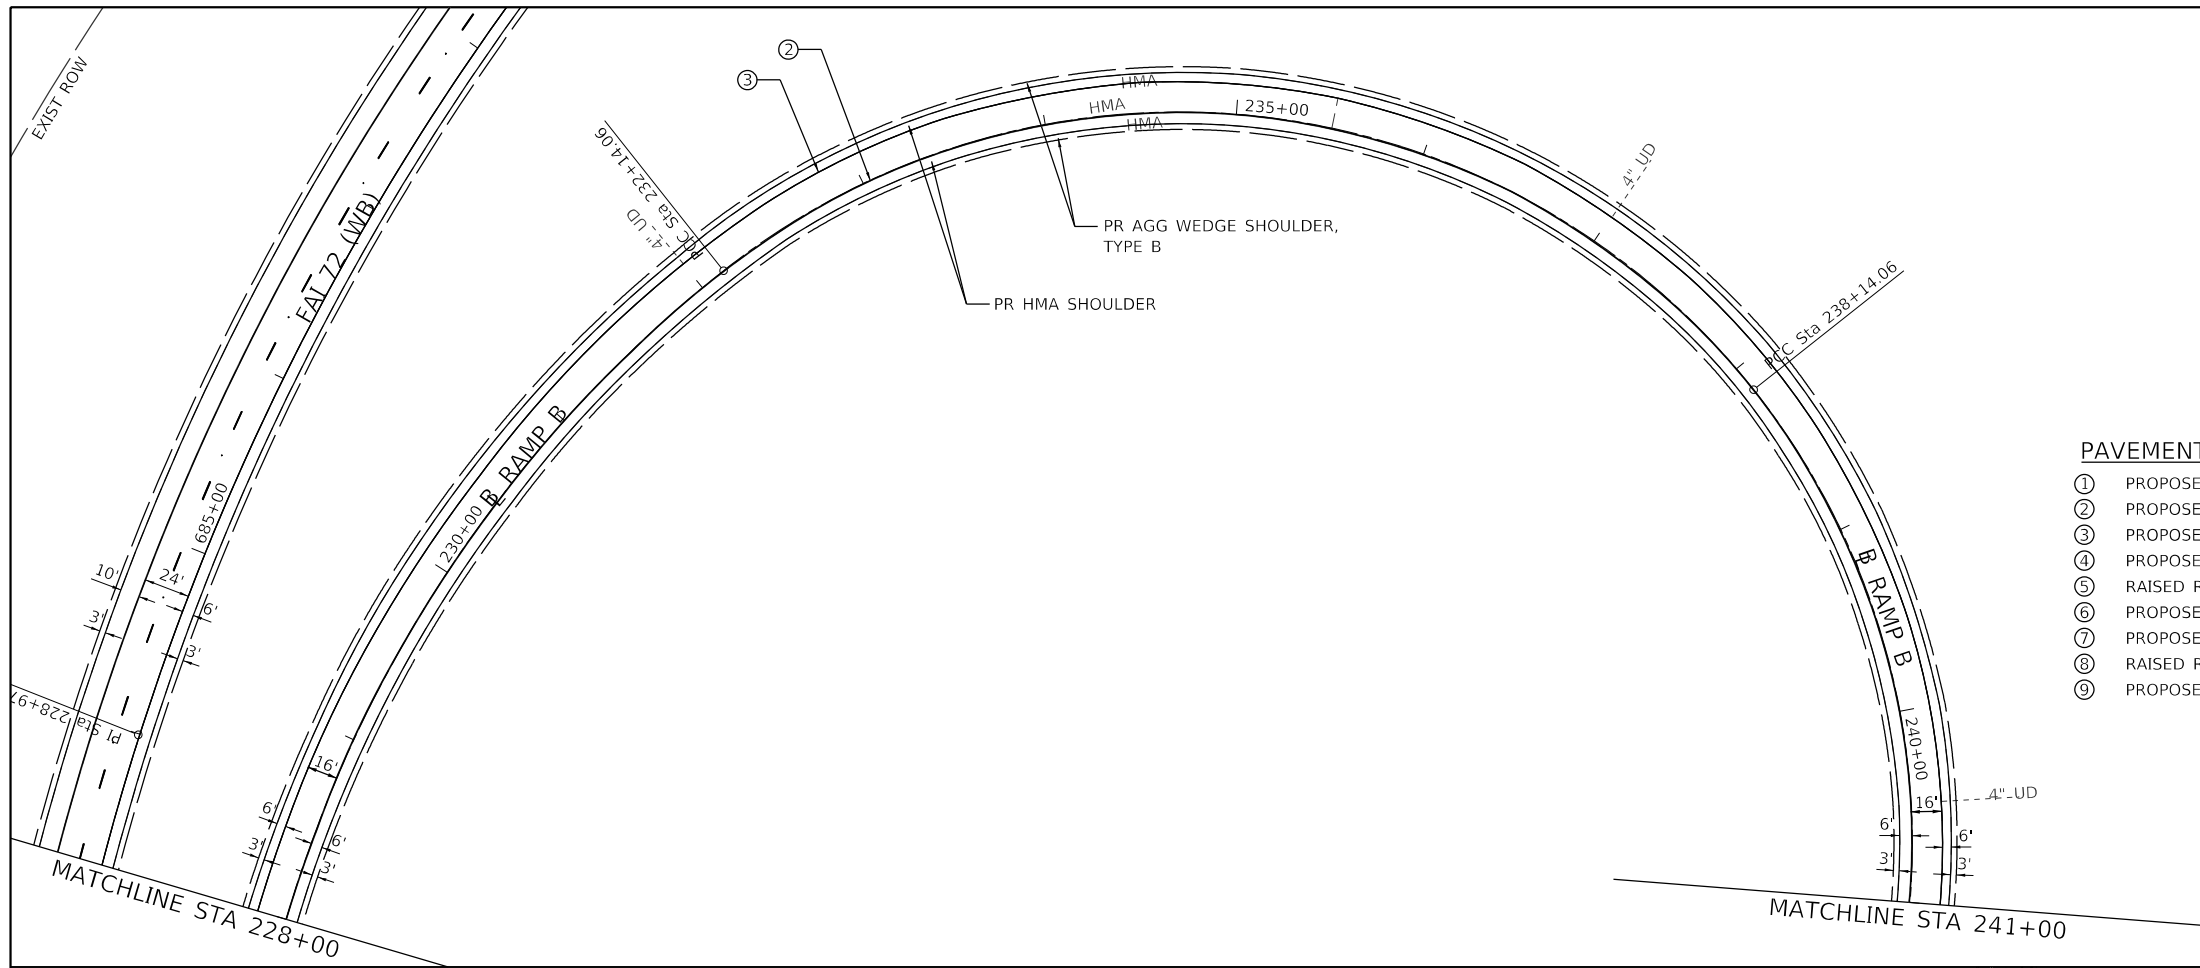 EXIST ROW
FAI 72 (WB)
685+00
10'
24'
3'
6'
3'
PI Sta 228+97
MATCHLINE STA 228+00
2
3
PCC Sta 232+14.06
4" UD
HMA
HMA
HMA
235+00
PR AGG WEDGE SHOULDER,
TYPE B
PR HMA SHOULDER
4" UD
PCC Sta 238+14.06
RAMP B
230+00
16'
6'
6'
3'
3'
RAMP B
240+00
16'
4" UD
6'
6'
3'
3'
MATCHLINE STA 241+00
PAVEMENT
1 PROPOSE
2 PROPOSE
3 PROPOSE
4 PROPOSE
5 RAISED R
6 PROPOSE
7 PROPOSE
8 RAISED R
9 PROPOSE